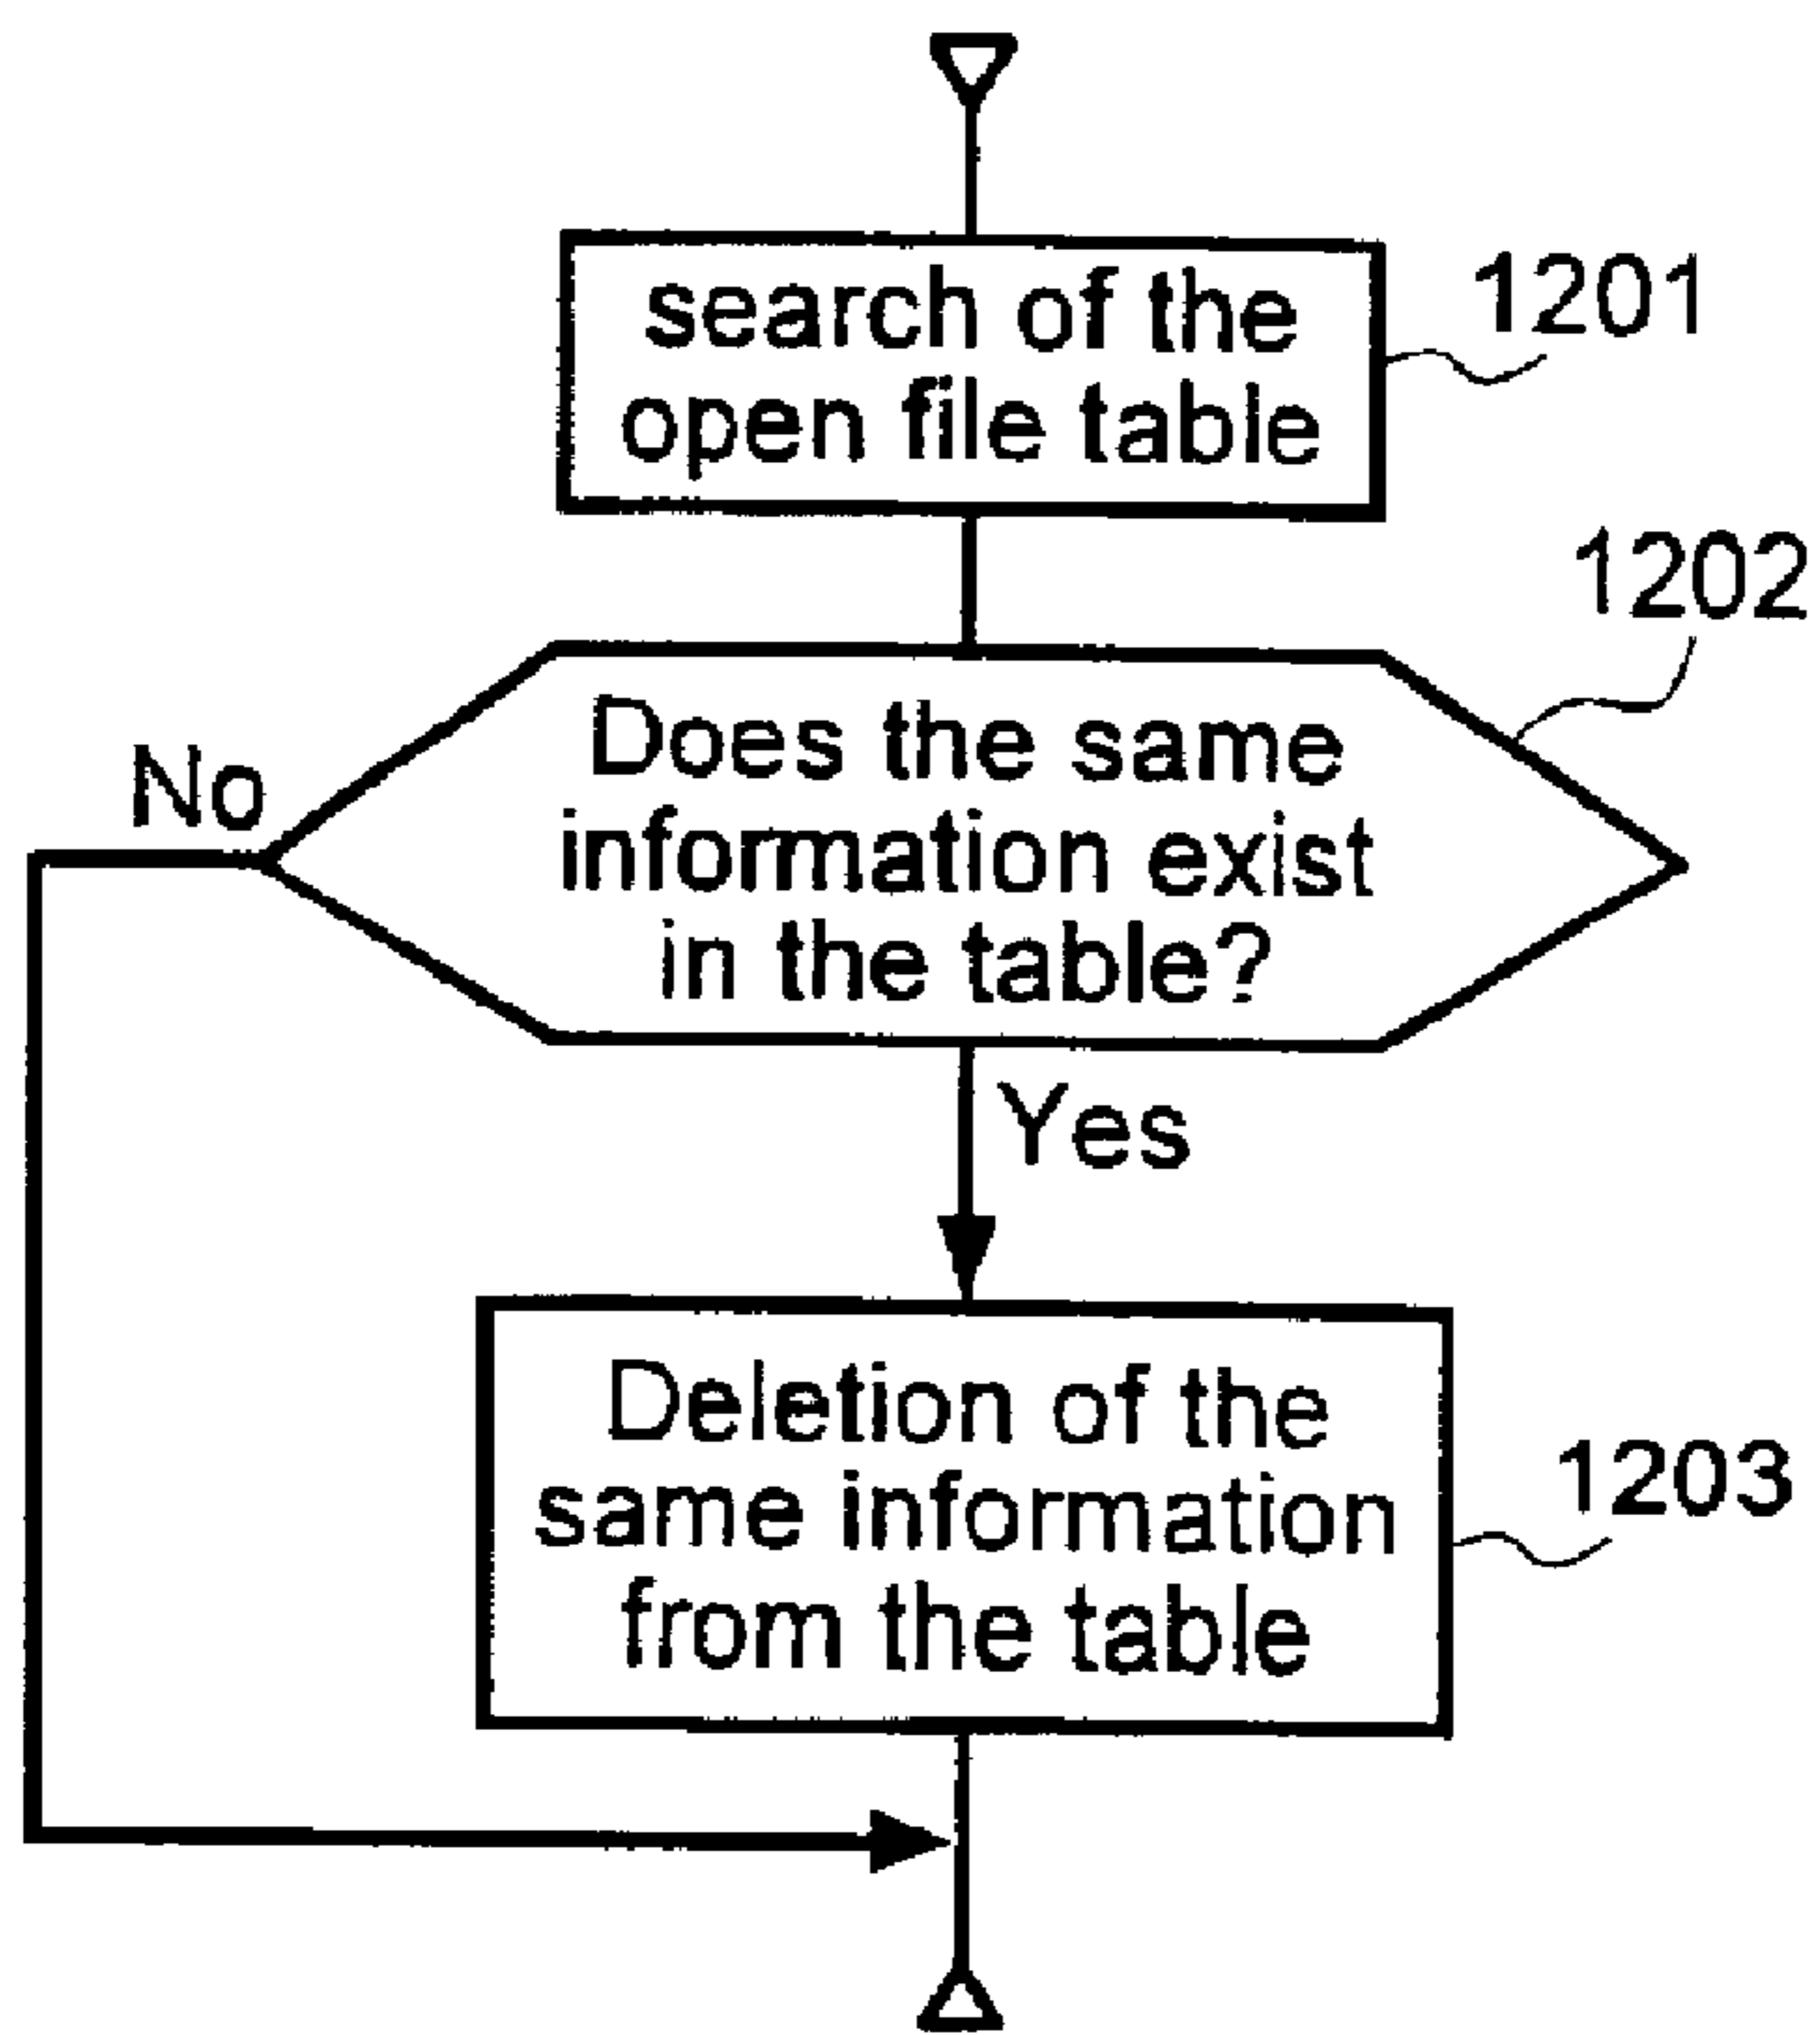 search of the
open file table
1201
1202
Does the same
information exist
in the table?
No
Yes
Deletion of the
same information
from the table
1203